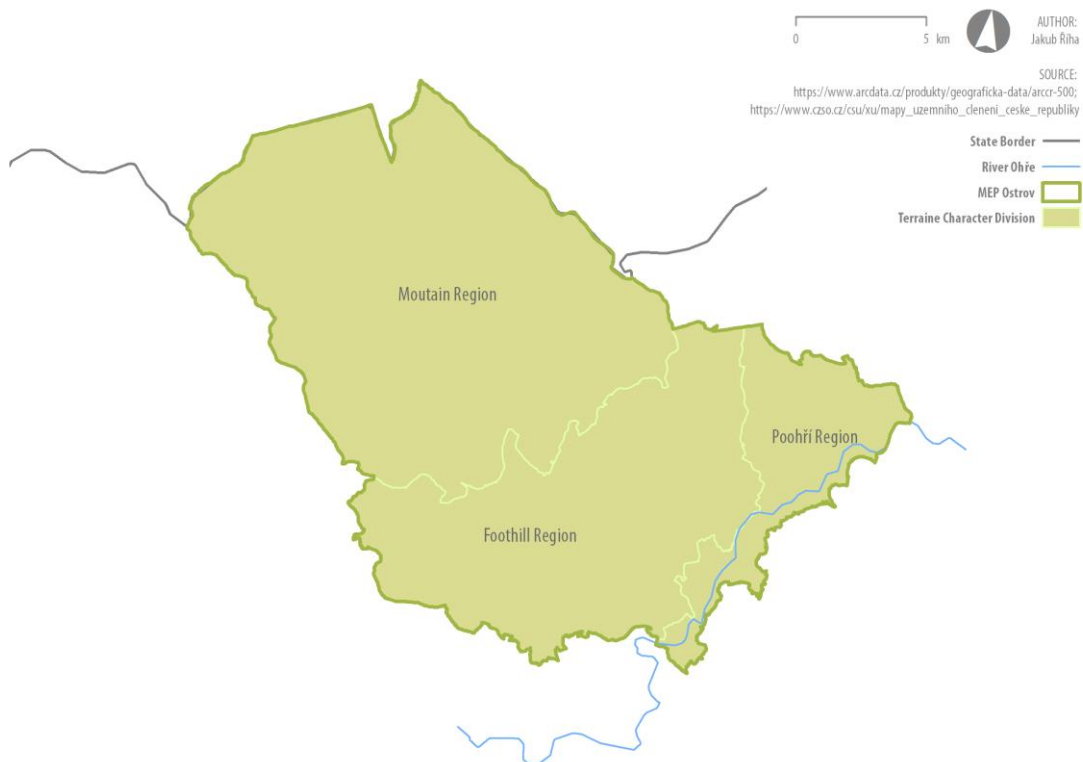 0 5 km
AUTHOR:
Jakub Říha
SOURCE:
https://www.arcdata.cz/produkty/geograficka-data/arccr-500;
https://www.czso.cz/csu/xu/mapy_uzemniho_cleneni_ceske_republiky
State Border
River Ohře
MEP Ostrov
Terraine Character Division
Moutain Region
Poohří Region
Foothill Region